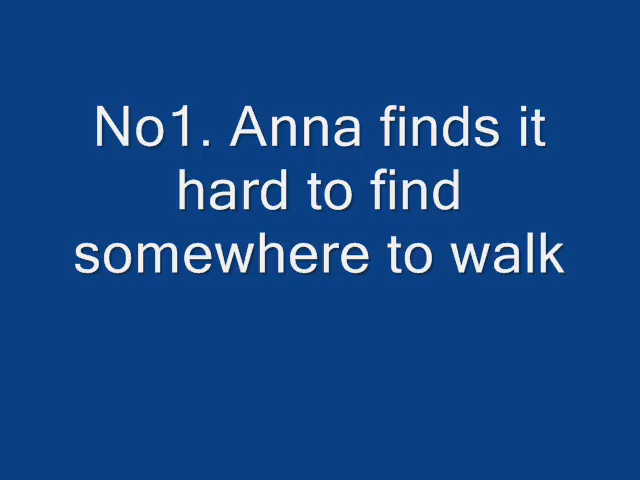 No1. Anna finds it
hard to find
somewhere to walk